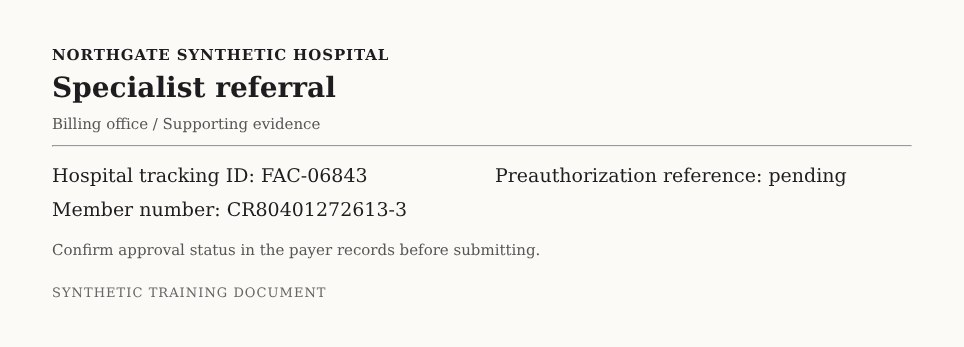 NORTHGATE SYNTHETIC HOSPITAL
Specialist referral
Billing office / Supporting evidence
Hospital tracking ID: FAC-06843
Preauthorization reference: pending
Member number: CR80401272613-3
Confirm approval status in the payer records before submitting.
SYNTHETIC TRAINING DOCUMENT